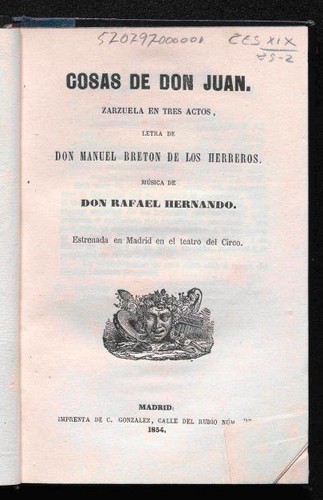 520797000001
CES XIX
25-2
COSAS DE DON JUAN.
ZARZUELA EN TRES ACTOS,
LETRA DE
DON MANUEL BRETON DE LOS HERREROS.
MÚSICA DE
DON RAFAEL HERNANDO.
Estrenada en Madrid en el teatro del Circo.
MADRID:
IMPRENTA DE C. GONZALEZ, CALLE DEL RUBIO NÚM.
1854.